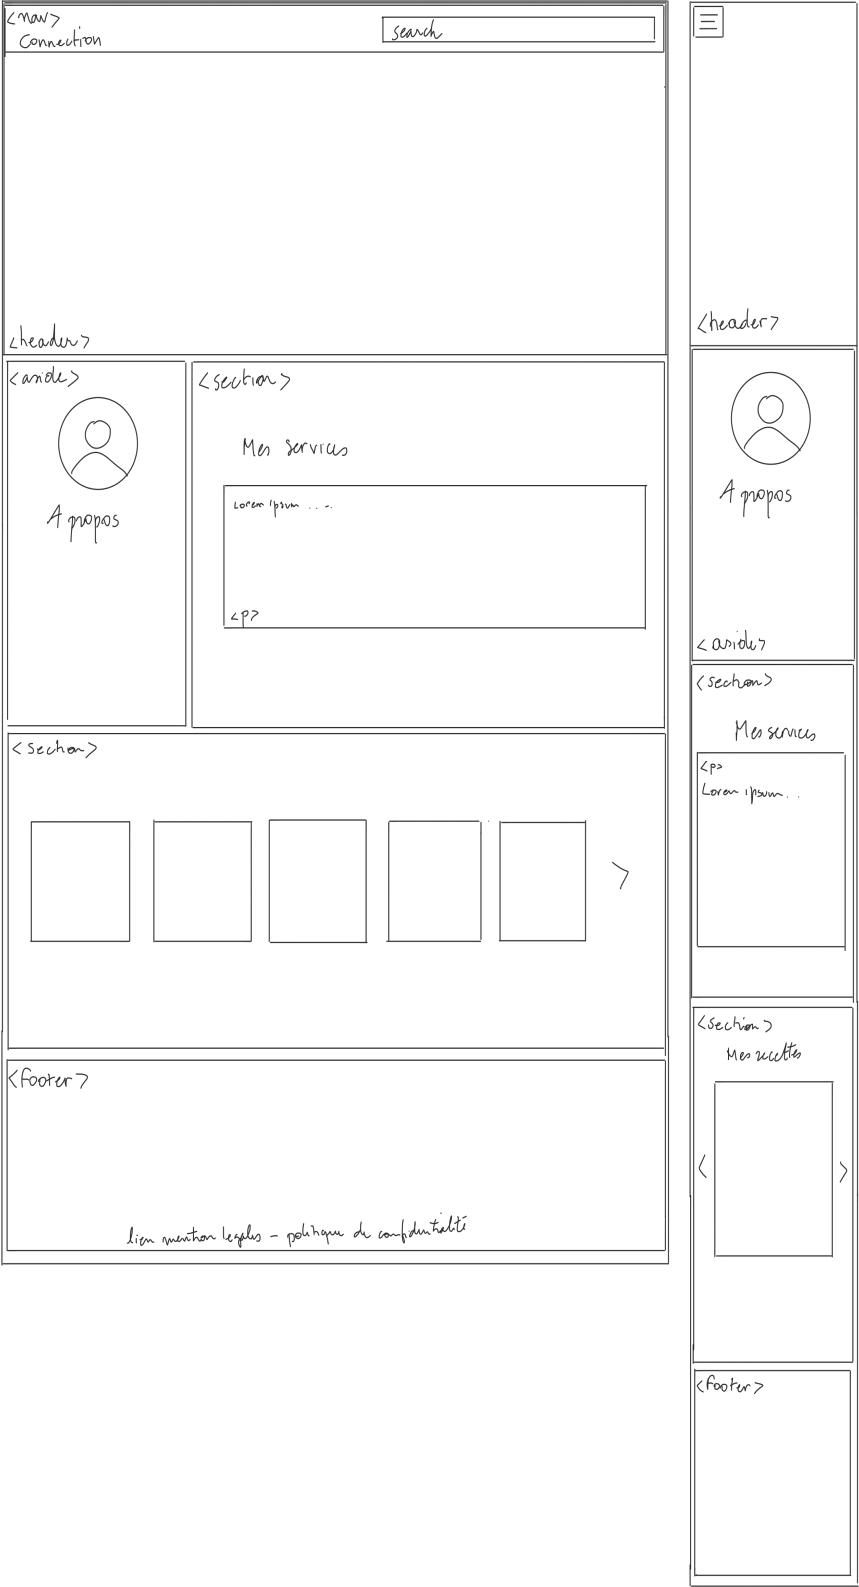 <nav>
Connection
search
<header>
<aside>
A propos
<section>
Mes services
Lorem ipsum ....
<p>
<section>
>
<footer>
lien mention legales - politique de confidentialité
<header>
A propos
<aside>
<section>
Mes services
<p>
Lorem ipsum...
<section>
Mes recettes
< >
<footer>